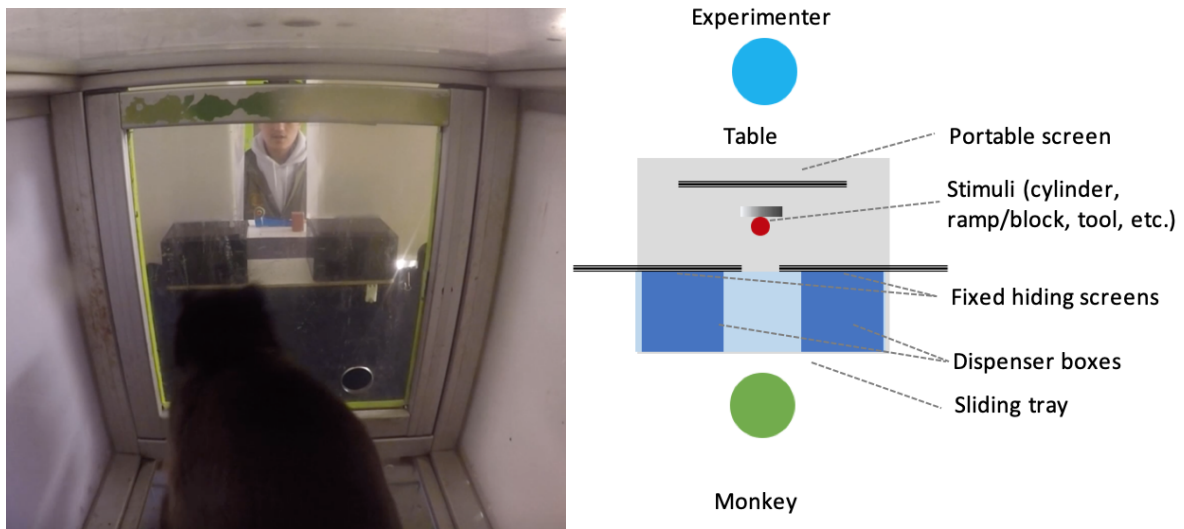 Experimenter
Table
Portable screen
Stimuli (cylinder,
ramp/block, tool, etc.)
Fixed hiding screens
Dispenser boxes
Sliding tray
Monkey